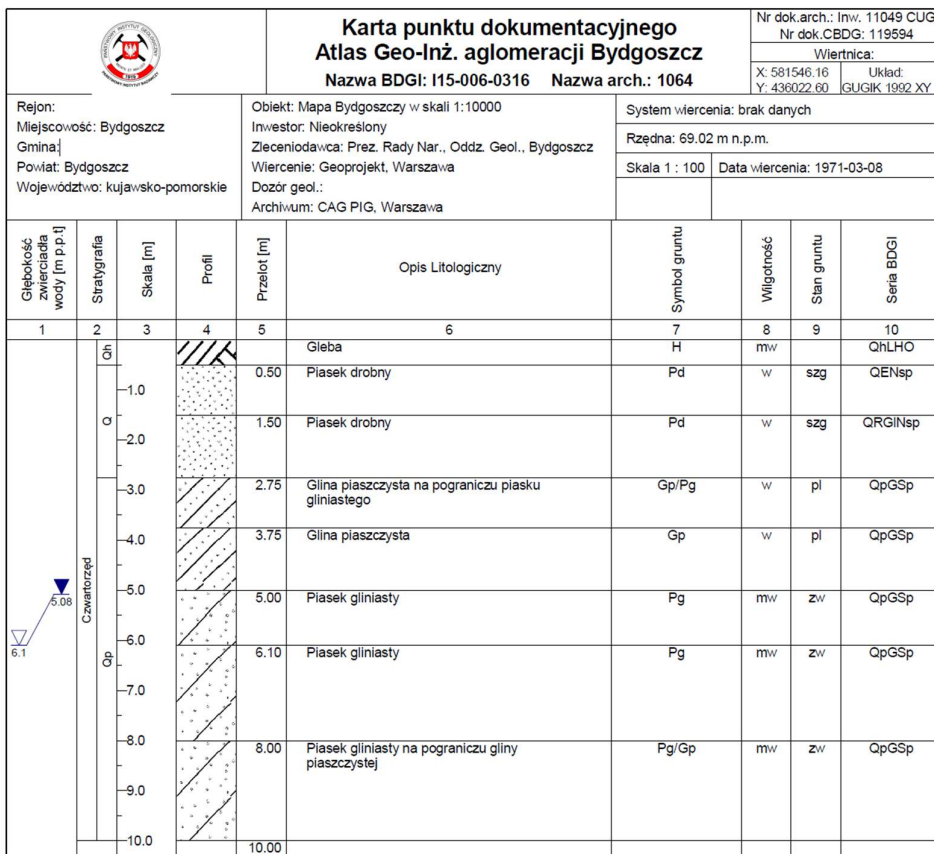 Karta punktu dokumentacyjnego
Atlas Geo-Inż. aglomeracji Bydgoszcz
Nazwa BDGI: I15-006-0316 Nazwa arch.: 1064
Nr dok.arch.: Inw. 11049 CUG
Nr dok.CBDG: 119594
Wiertnica:
X: 581546.16
Y: 436022.60
Układ:
GUGIK 1992 XY
Rejon:
Miejscowość: Bydgoszcz
Gmina:
Powiat: Bydgoszcz
Województwo: kujawsko-pomorskie
Obiekt: Mapa Bydgoszczy w skali 1:10000
Inwestor: Nieokreślony
Zleceniodawca: Prez. Rady Nar., Oddz. Geol., Bydgoszcz
Wiercenie: Geoprojekt, Warszawa
Dozór geol.:
Archiwum: CAG PIG, Warszawa
System wiercenia: brak danych
Rzędna: 69.02 m n.p.m.
Skala 1 : 100 Data wiercenia: 1971-03-08
Głębokość
zwierciadła
wody [m p.p.t]
Stratygrafia
Skala [m]
Profil
Przelot [m]
Opis Litologiczny
Symbol gruntu
Wilgotność
Stan gruntu
Seria BDGI
1 2 3 4 5 6 7 8 9 10
Qh
Gleba H mw QhLHO
0.50 Piasek drobny Pd w szg QENsp
1.0
Q
1.50 Piasek drobny Pd w szg QRGlNsp
2.0
2.75 Glina piaszczysta na pograniczu piasku
gliniastego
Gp/Pg w pl QpGSp
3.0
3.75 Glina piaszczysta Gp w pl QpGSp
4.0
Czwartorzęd
5.0
5.08
5.00 Piasek gliniasty Pg mw zw QpGSp
6.0
6.1
Qp
6.10 Piasek gliniasty Pg mw zw QpGSp
7.0
8.0
8.00 Piasek gliniasty na pograniczu gliny
piaszczystej
Pg/Gp mw zw QpGSp
9.0
10.0
10.00